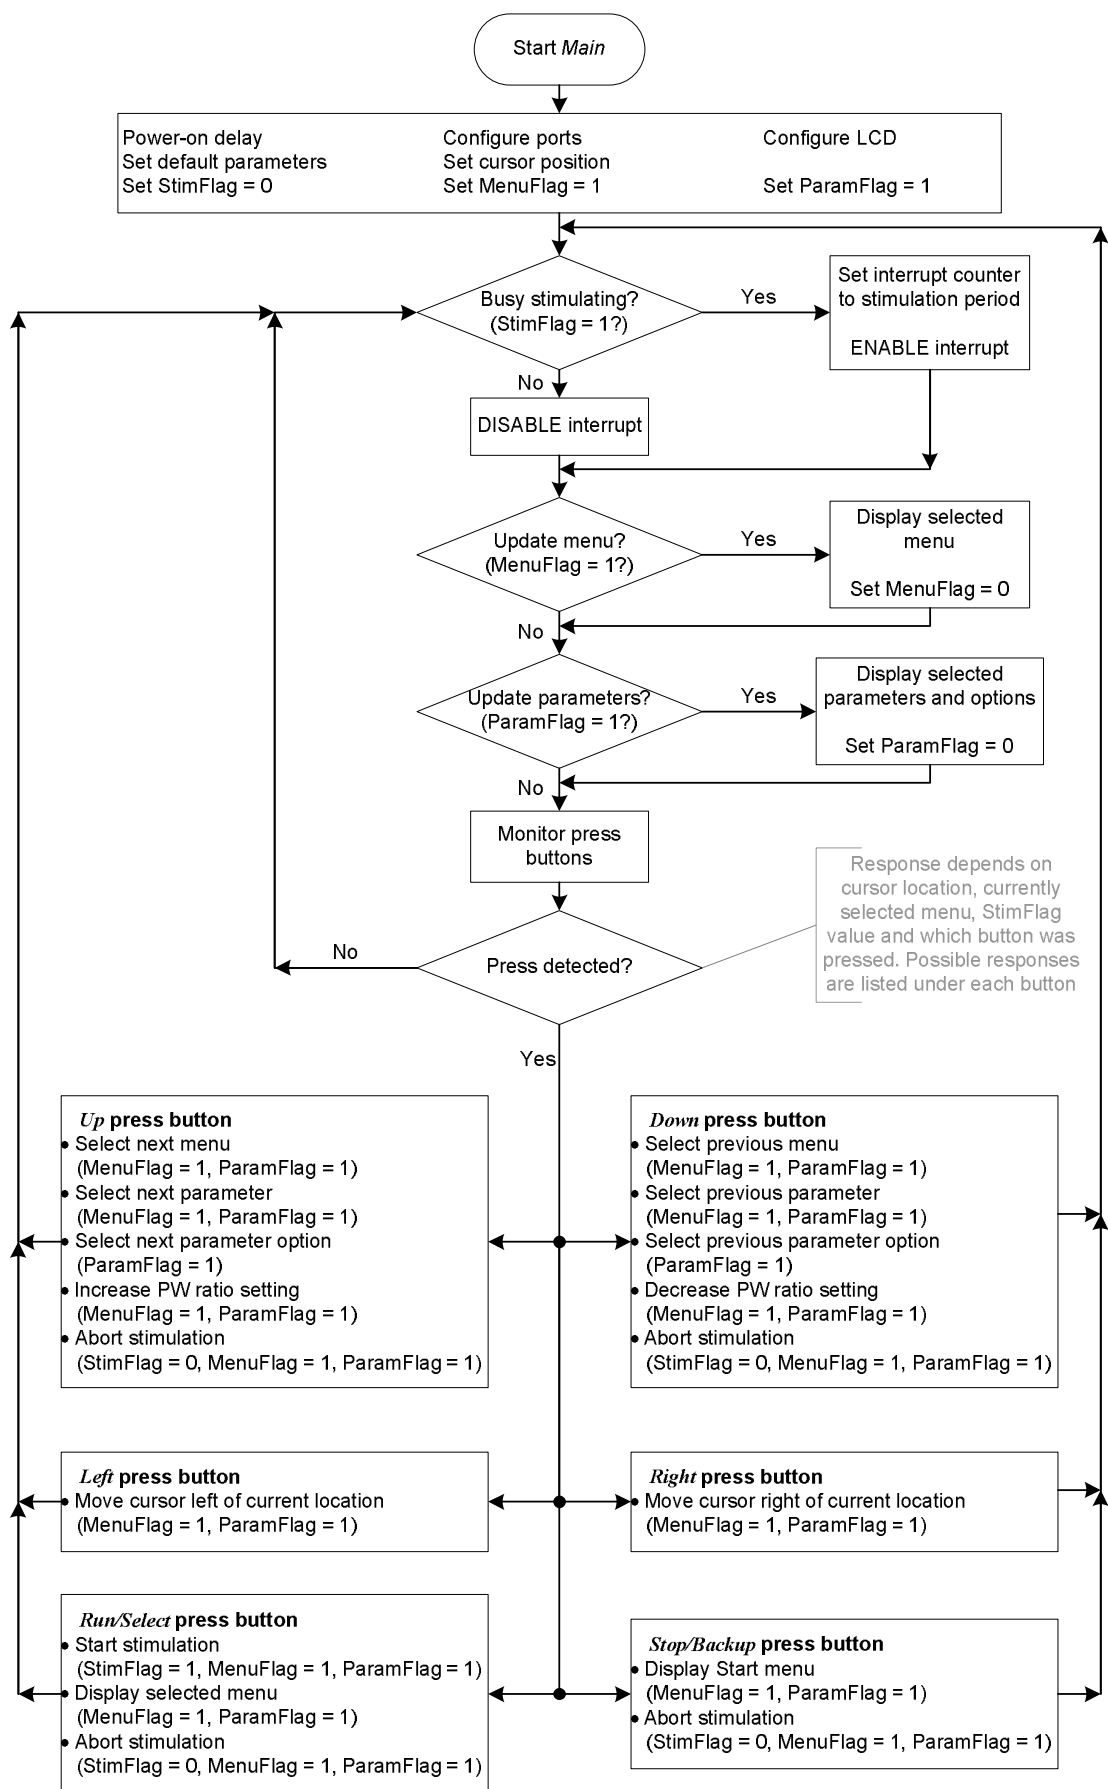 Start Main
Power-on delay
Set default parameters
Set StimFlag = 0
Configure ports
Set cursor position
Set MenuFlag = 1
Configure LCD
Set ParamFlag = 1
Busy stimulating?
(StimFlag = 1?)
Yes
Set interrupt counter
to stimulation period
ENABLE interrupt
No
DISABLE interrupt
Update menu?
(MenuFlag = 1?)
Yes
Display selected
menu
Set MenuFlag = 0
No
Update parameters?
(ParamFlag = 1?)
Yes
Display selected
parameters and options
Set ParamFlag = 0
No
Monitor press
buttons
Response depends on
cursor location, currently
selected menu, StimFlag
value and which button was
pressed. Possible responses
are listed under each button
Press detected?
No
Yes
Up press button
• Select next menu
(MenuFlag = 1, ParamFlag = 1)
• Select next parameter
(MenuFlag = 1, ParamFlag = 1)
• Select next parameter option
(ParamFlag = 1)
• Increase PW ratio setting
(MenuFlag = 1, ParamFlag = 1)
• Abort stimulation
(StimFlag = 0, MenuFlag = 1, ParamFlag = 1)
Down press button
• Select previous menu
(MenuFlag = 1, ParamFlag = 1)
• Select previous parameter
(MenuFlag = 1, ParamFlag = 1)
• Select previous parameter option
(ParamFlag = 1)
• Decrease PW ratio setting
(MenuFlag = 1, ParamFlag = 1)
• Abort stimulation
(StimFlag = 0, MenuFlag = 1, ParamFlag = 1)
Left press button
• Move cursor left of current location
(MenuFlag = 1, ParamFlag = 1)
Right press button
• Move cursor right of current location
(MenuFlag = 1, ParamFlag = 1)
Run/Select press button
• Start stimulation
(StimFlag = 1, MenuFlag = 1, ParamFlag = 1)
• Display selected menu
(MenuFlag = 1, ParamFlag = 1)
• Abort stimulation
(StimFlag = 0, MenuFlag = 1, ParamFlag = 1)
Stop/Backup press button
• Display Start menu
(MenuFlag = 1, ParamFlag = 1)
• Abort stimulation
(StimFlag = 0, MenuFlag = 1, ParamFlag = 1)